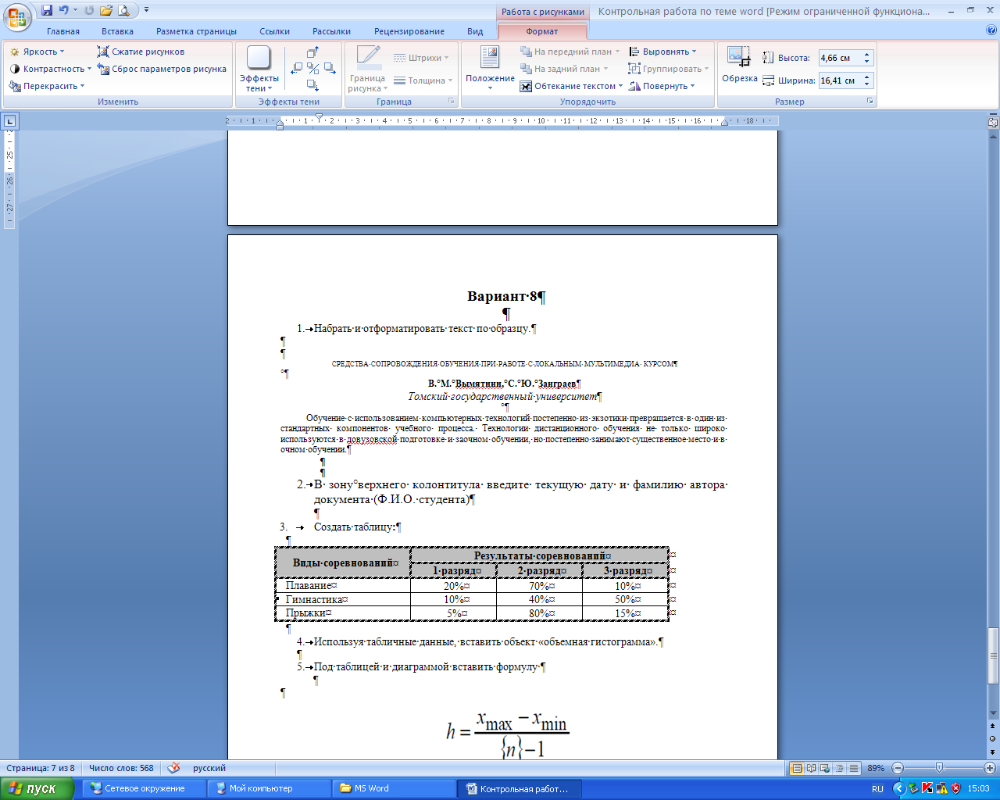 Работа с рисунками
Контрольная работа по теме word [Режим ограниченной функциона...
Главная Вставка Разметка страницы Ссылки Рассылки Рецензирование Вид Формат
Яркость Сжатие рисунков
Контрастность Сброс параметров рисунка
Перекрасить
Изменить
Эффекты тени
Эффекты тени
Граница рисунка
Штрихи
Толщина
Граница
Положение
На передний план Выровнять
На задний план Группировать
Обтекание текстом Повернуть
Упорядочить
Обрезка
Высота: 4,66 см
Ширина: 16,41 см
Размер
2 1 1 2 3 4 5 6 7 8 9 10 11 12 13 14 15 16 18
25
26
27
Вариант·8¶
¶
1.→Набрать·и·отформатировать·текст·по·образцу.¶
¶
¶
СРЕДСТВА·СОПРОВОЖДЕНИЯ·ОБУЧЕНИЯ·ПРИ·РАБОТЕ·С·ЛОКАЛЬНЫМ·МУЛЬТИМЕДИА·КУРСОМ¶
°¶
В.°М.°Вымятнин,°С.°Ю.°Заиграев¶
Томский·государственный·университет¶
°¶
Обучение·с·использованием·компьютерных·технологий·постепенно·из·экзотики·превращается·в·один·из·
стандартных·компонентов·учебного·процесса.·Технологии·дистанционного·обучения·не·только·широко·
используются·в·довузовской·подготовке·и·заочном·обучении,·но·постепенно·занимают·существенное·место·и·в·
очном·обучении.¶
¶
¶
2.→В·зону°верхнего·колонтитула·введите·текущую·дату·и·фамилию·автора·
документа·(Ф.И.О.·студента)¶
¶
3.→Создать·таблицу:¶
¶
Виды·соревнований¤ Результаты·соревнований¤ ¤
1·разряд¤ 2·разряд¤ 3·разряд¤ ¤
Плавание¤ 20%¤ 70%¤ 10%¤ ¤
Гимнастика¤ 10%¤ 40%¤ 50%¤ ¤
Прыжки¤ 5%¤ 80%¤ 15%¤ ¤
¶
4.→Используя·табличные·данные,·вставить·объект·«объемная·гистограмма».¶
¶
5.→Под·таблицей·и·диаграммой·вставить·формулу·¶
¶
¶
h = (x_max − x_min) / ({n} − 1)
Страница: 7 из 8 Число слов: 568 русский 89%
пуск Сетевое окружение Мой компьютер MS Word Контрольная работ... RU 15:03